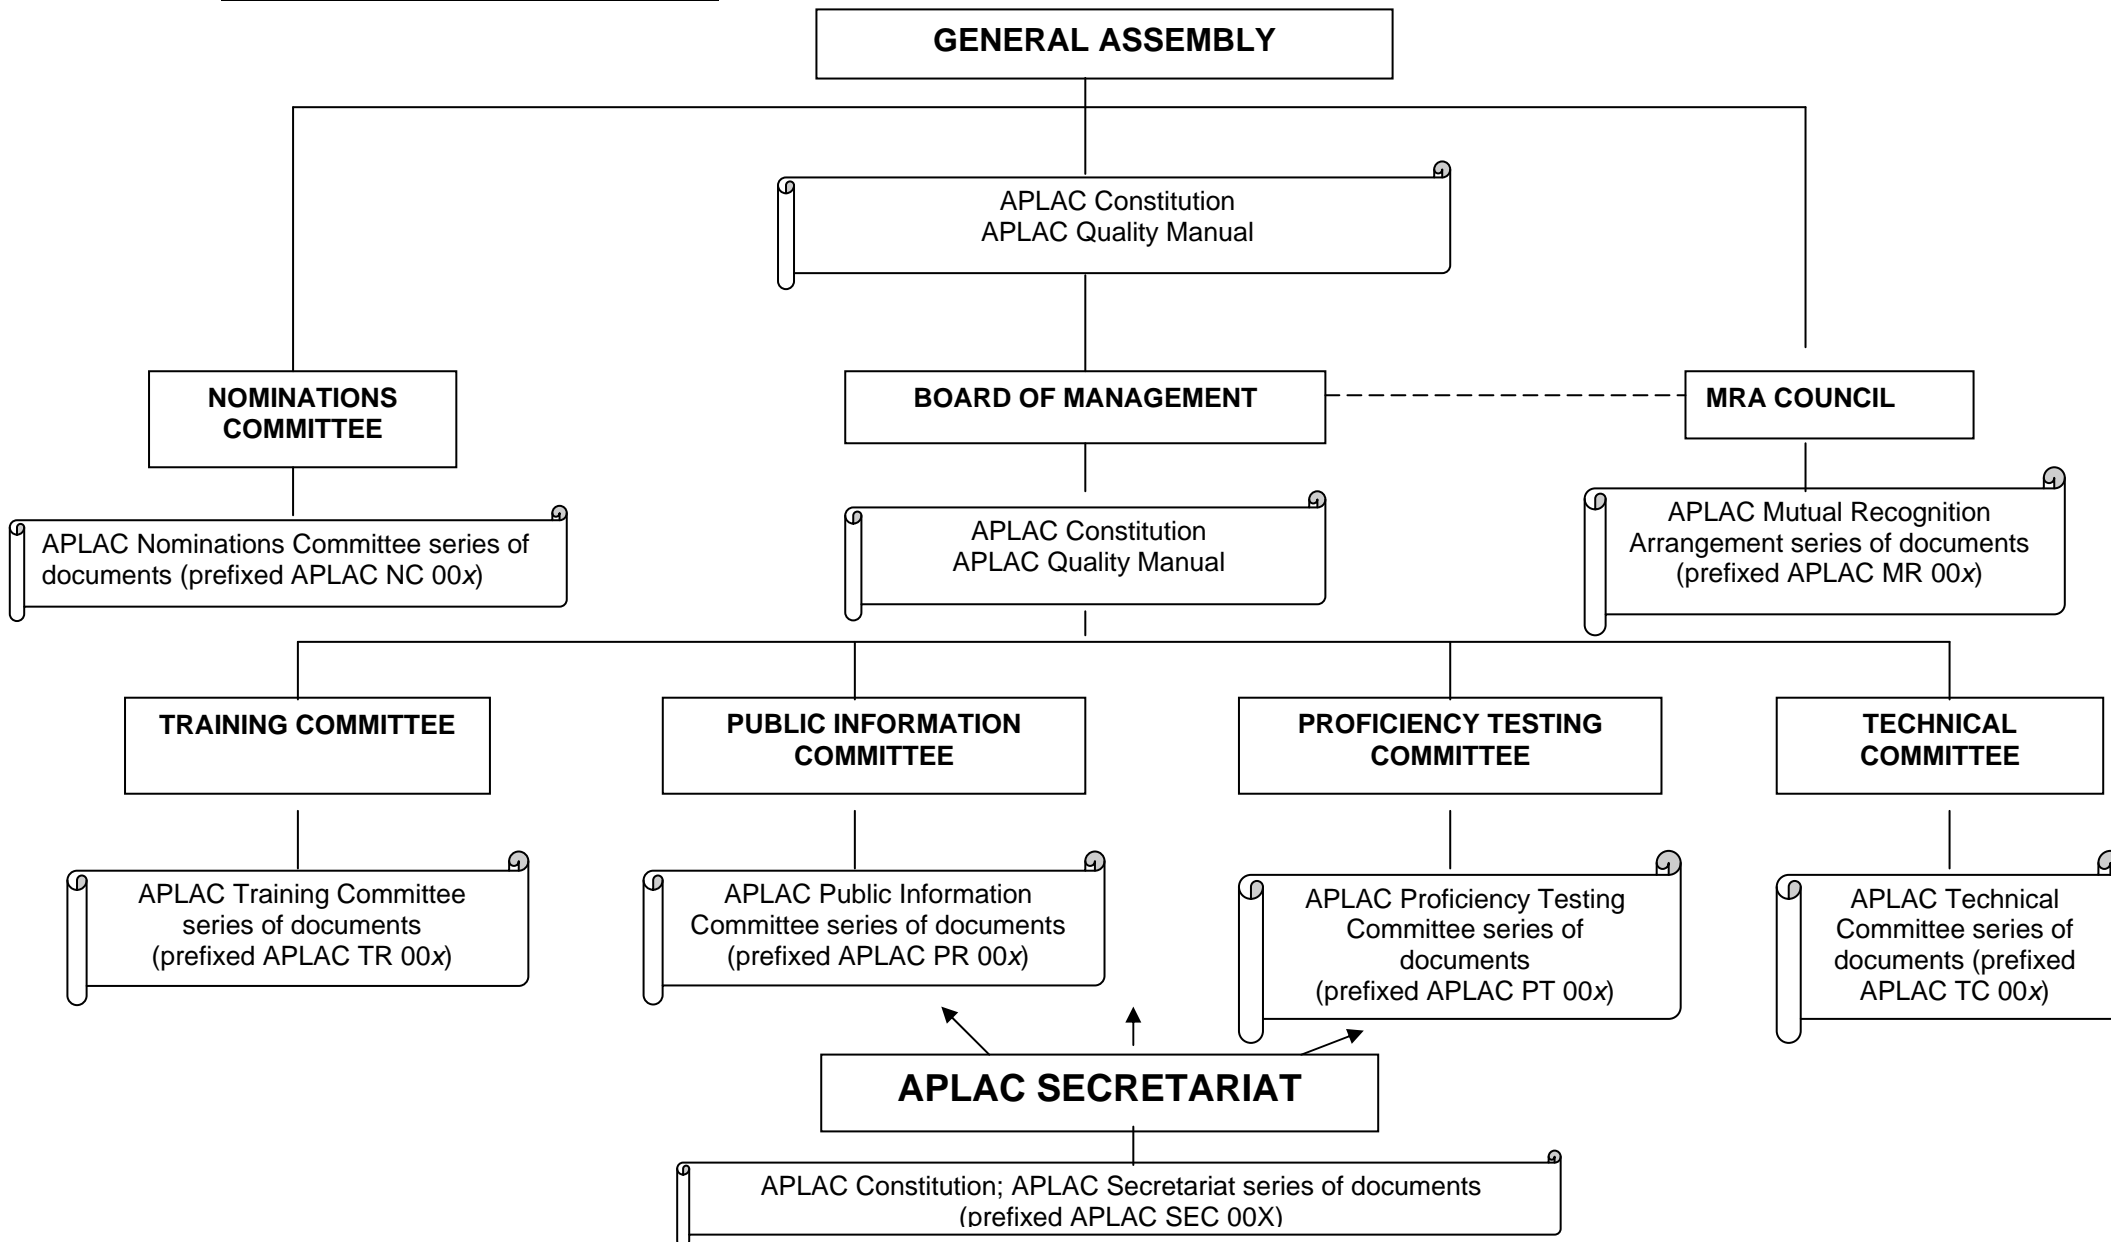 GENERAL ASSEMBLY
APLAC Constitution
APLAC Quality Manual
NOMINATIONS
COMMITTEE
BOARD OF MANAGEMENT
MRA COUNCIL
APLAC Nominations Committee series of
documents (prefixed APLAC NC 00x)
APLAC Constitution
APLAC Quality Manual
APLAC Mutual Recognition
Arrangement series of documents
(prefixed APLAC MR 00x)
TRAINING COMMITTEE
PUBLIC INFORMATION
COMMITTEE
PROFICIENCY TESTING
COMMITTEE
TECHNICAL
COMMITTEE
APLAC Training Committee
series of documents
(prefixed APLAC TR 00x)
APLAC Public Information
Committee series of documents
(prefixed APLAC PR 00x)
APLAC Proficiency Testing
Committee series of
documents
(prefixed APLAC PT 00x)
APLAC Technical
Committee series of
documents (prefixed
APLAC TC 00x)
APLAC SECRETARIAT
APLAC Constitution; APLAC Secretariat series of documents
(prefixed APLAC SEC 00X)